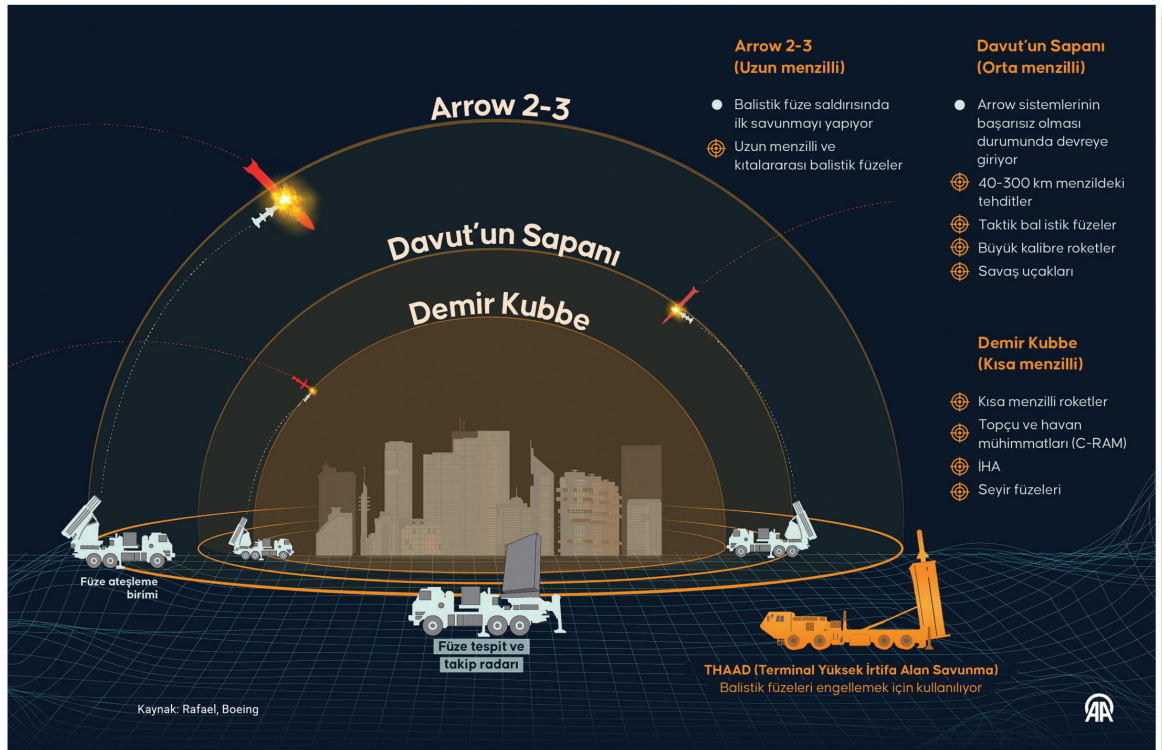 Arrow 2-3
Davut'un Sapanı
Demir Kubbe
Arrow 2-3
(Uzun menzilli)
Balistik füze saldırısında
ilk savunmayı yapıyor
Uzun menzilli ve
kıtalararası balistik füzeler
Davut'un Sapanı
(Orta menzilli)
Arrow sistemlerinin
başarısız olması
durumunda devreye
giriyor
40-300 km menzildeki
tehditler
Taktik bal istik füzeler
Büyük kalibre roketler
Savaş uçakları
Demir Kubbe
(Kısa menzilli)
Kısa menzilli roketler
Topçu ve havan
mühimmatları (C-RAM)
İHA
Seyir füzeleri
Füze ateşleme
birimi
Füze tespit ve
takip radarı
THAAD (Terminal Yüksek İrtifa Alan Savunma)
Balistik füzeleri engellemek için kullanılıyor
Kaynak: Rafael, Boeing
AA